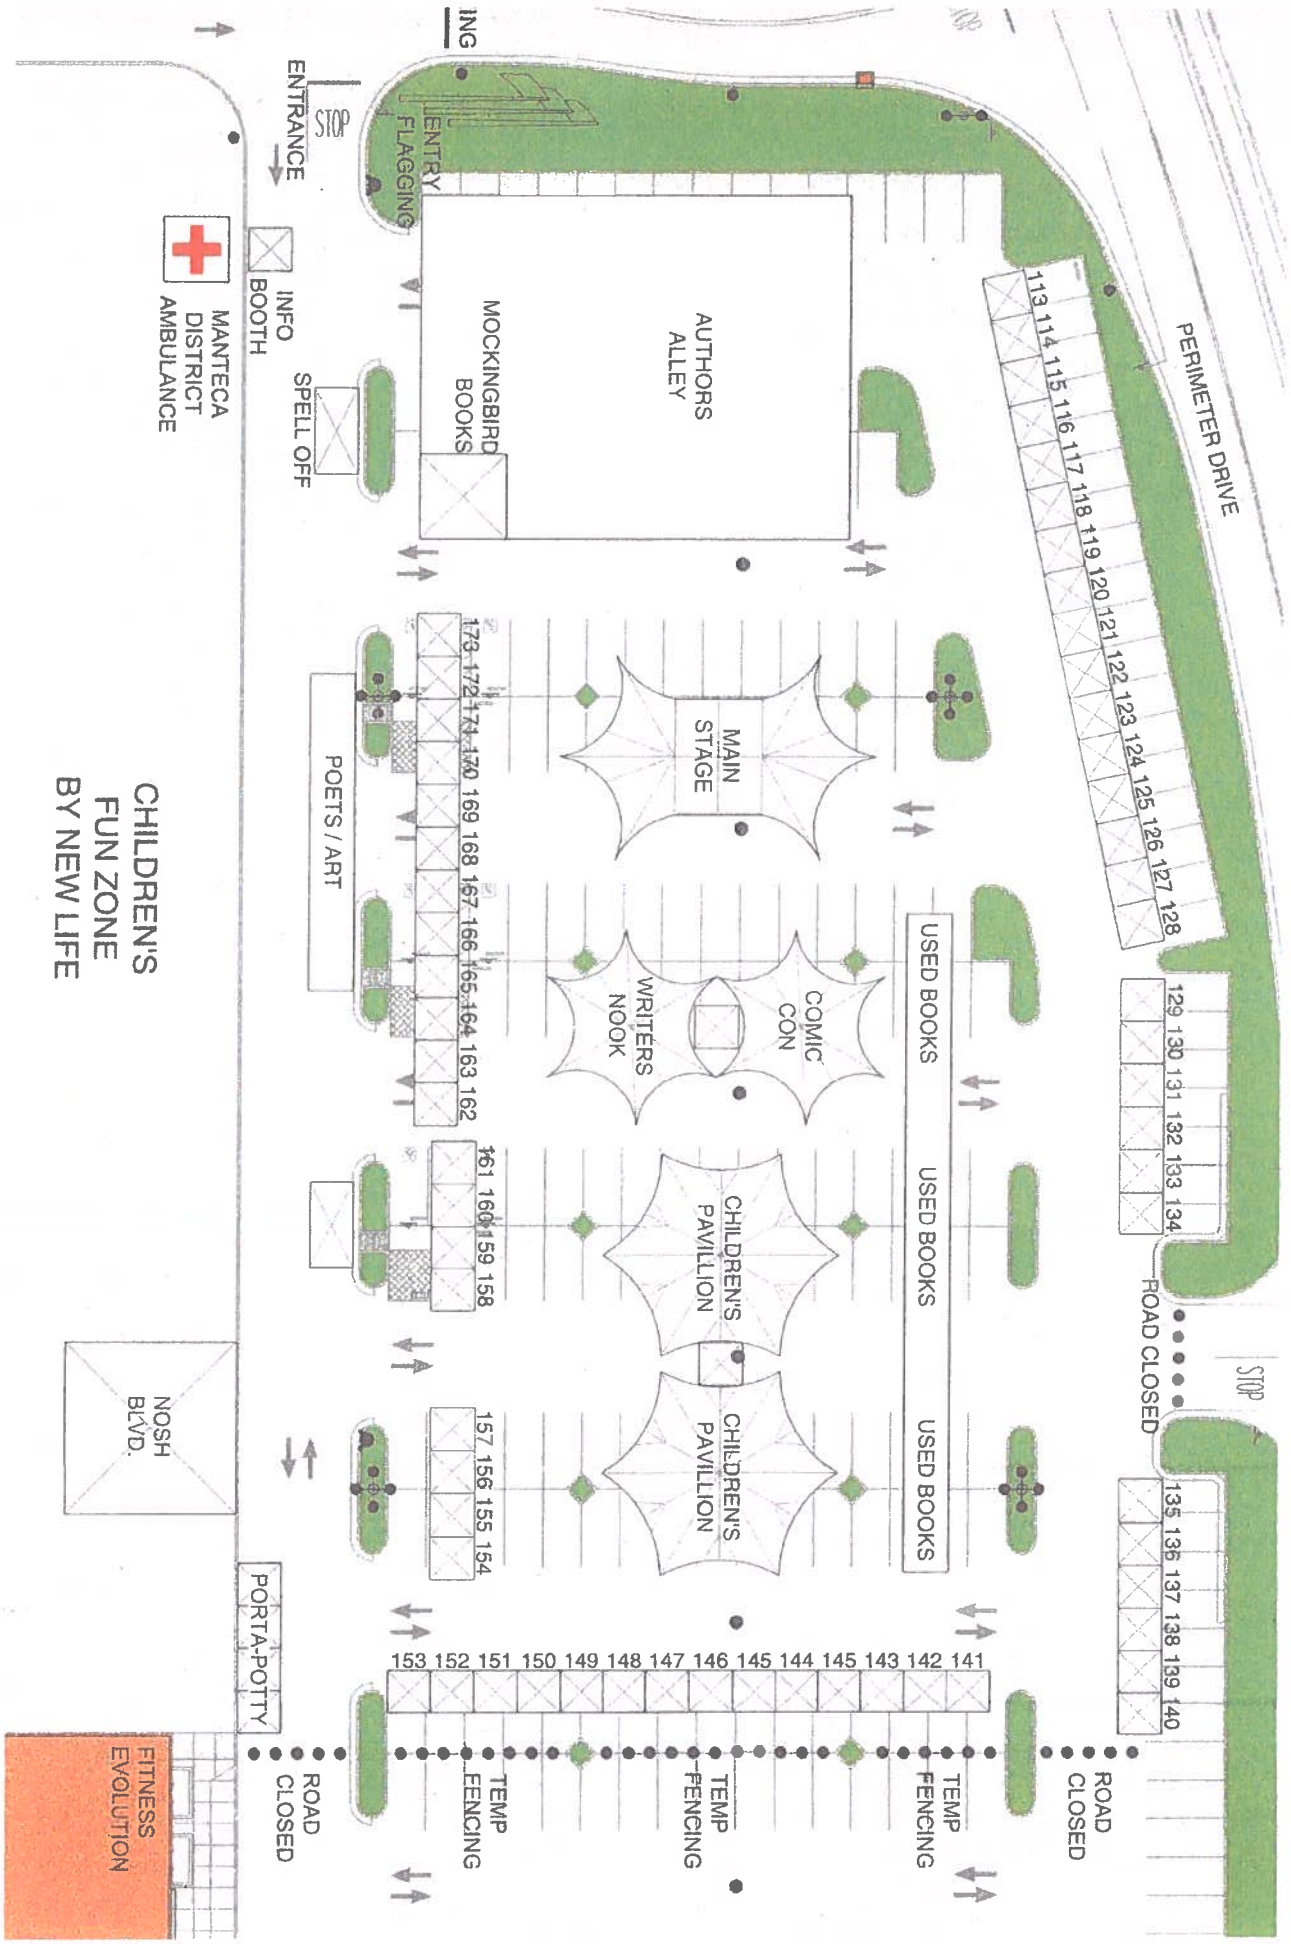 ING
STOP
STOP
ENTRANCE
ENTRY
FLAGGING
INFO
BOOTH
MANTECA
DISTRICT
AMBULANCE
SPELL OFF
MOCKINGBIRD
BOOKS
AUTHORS
ALLEY
PERIMETER DRIVE
113 114 115 116 117 118 119 120 121 122 123 124 125 126 127 128
129 130 131 132 133 134
ROAD CLOSED
STOP
135 136 137 138 139 140
173 172 171 170 169 168 167 166 165 164 163 162
161 160 159 158
157 156 155 154
POETS / ART
MAIN
STAGE
WRITERS
NOOK
COMIC
CON
USED BOOKS
USED BOOKS
USED BOOKS
CHILDREN'S
PAVILLION
CHILDREN'S
PAVILLION
CHILDREN'S
FUN ZONE
BY NEW LIFE
NOSH
BLVD.
PORTA-POTTY
153 152 151 150 149 148 147 146 145 144 145 143 142 141
FITNESS
EVOLUTION
ROAD
CLOSED
TEMP
FENCING
TEMP
FENCING
TEMP
FENCING
ROAD
CLOSED